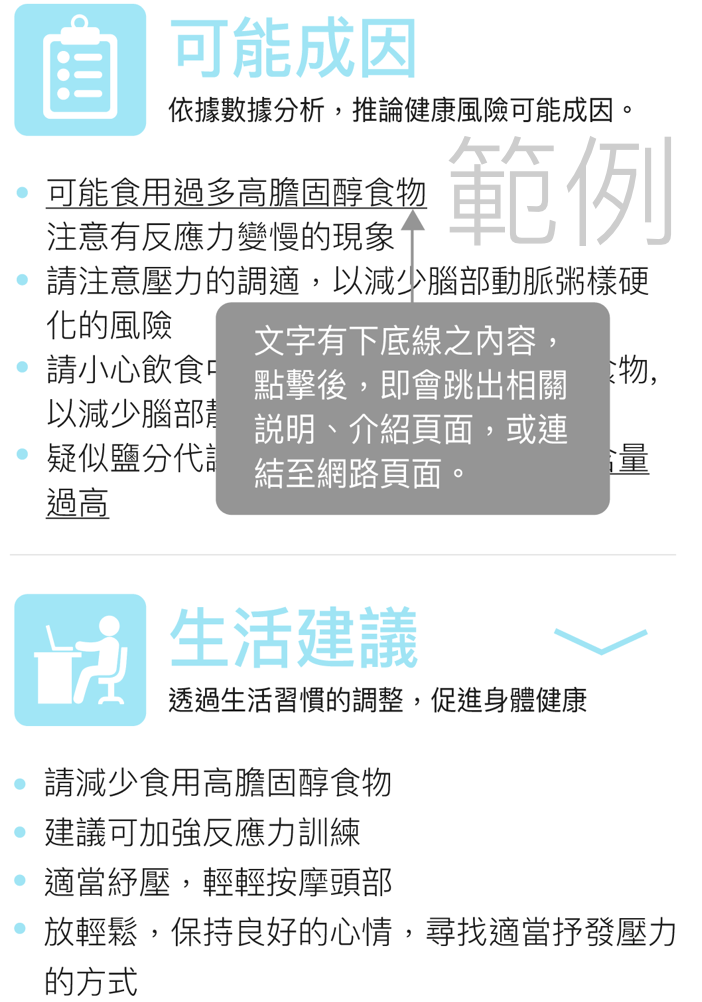 可能成因
依據數據分析，推論健康風險可能成因。
範例
可能食用過多高膽固醇食物
注意有反應力變慢的現象
請注意壓力的調適，以減少腦部動脈粥樣硬
化的風險
請小心飲食 食物,
以減少腦部
疑似鹽分代 含量
過高
文字有下底線之內容，
點擊後，即會跳出相關
説明、介紹頁面，或連
結至網路頁面。
生活建議
透過生活習慣的調整，促進身體健康
請減少食用高膽固醇食物
建議可加強反應力訓練
適當紓壓，輕輕按摩頭部
放輕鬆，保持良好的心情，尋找適當抒發壓力
的方式